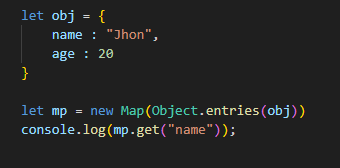 let obj = {
    name : "Jhon",
    age : 20
}
let mp = new Map(Object.entries(obj))
console.log(mp.get("name"));